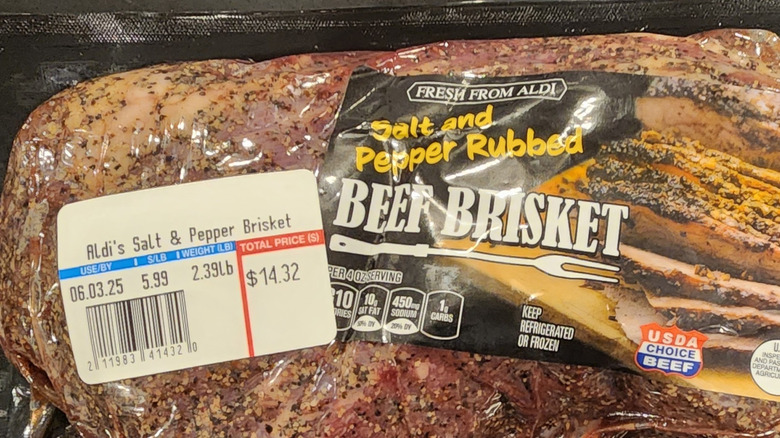 FRESH FROM ALDI
Salt and
Pepper Rubbed
BEEF BRISKET
Aldi's Salt & Pepper Brisket
USE/BY $/LB WEIGHT (LB) TOTAL PRICE ($)
06.03.25 5.99 2.39lb $14.32
2 11983 41432 0
PER 4 OZ SERVING
10g 450mg 1g
SAT FAT SODIUM CARBS
50% DV 20% DV
KEEP
REFRIGERATED
OR FROZEN
USDA
CHOICE
BEEF